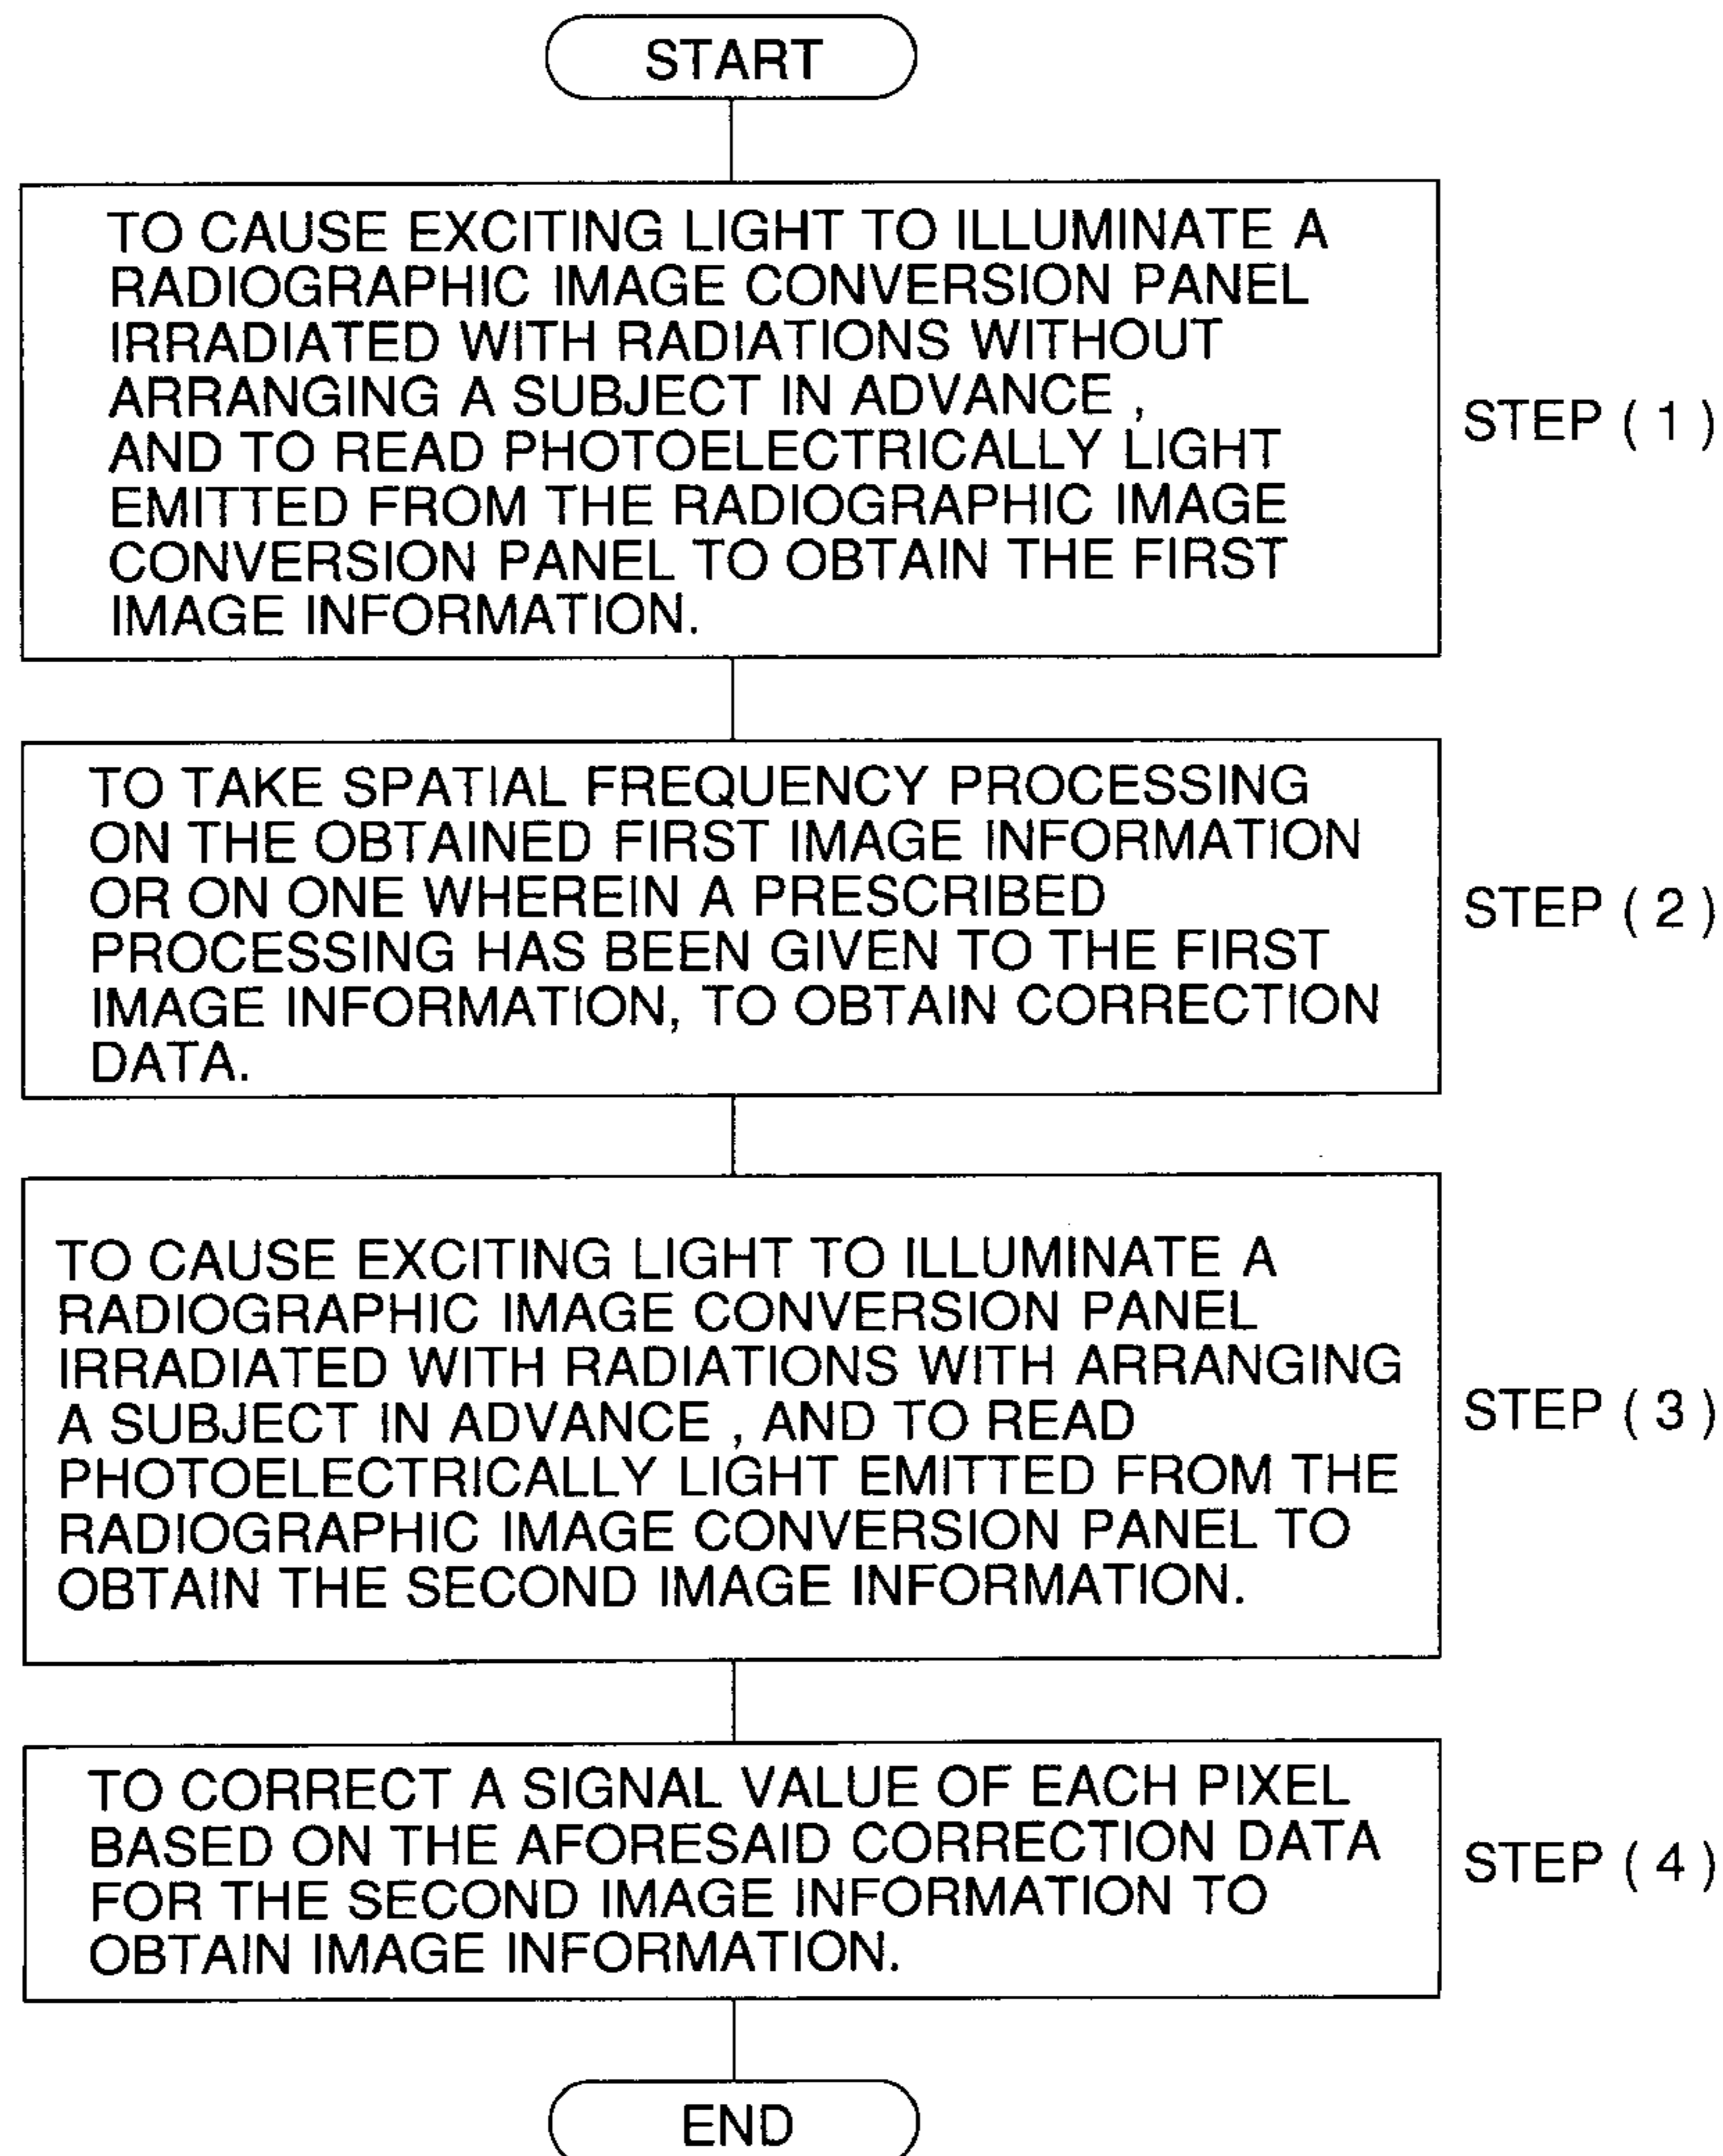 START
TO CAUSE EXCITING LIGHT TO ILLUMINATE A
RADIOGRAPHIC IMAGE CONVERSION PANEL
IRRADIATED WITH RADIATIONS WITHOUT
ARRANGING A SUBJECT IN ADVANCE ,
AND TO READ PHOTOELECTRICALLY LIGHT
EMITTED FROM THE RADIOGRAPHIC IMAGE
CONVERSION PANEL TO OBTAIN THE FIRST
IMAGE INFORMATION.
STEP ( 1 )
TO TAKE SPATIAL FREQUENCY PROCESSING
ON THE OBTAINED FIRST IMAGE INFORMATION
OR ON ONE WHEREIN A PRESCRIBED
PROCESSING HAS BEEN GIVEN TO THE FIRST
IMAGE INFORMATION, TO OBTAIN CORRECTION
DATA.
STEP ( 2 )
TO CAUSE EXCITING LIGHT TO ILLUMINATE A
RADIOGRAPHIC IMAGE CONVERSION PANEL
IRRADIATED WITH RADIATIONS WITH ARRANGING
A SUBJECT IN ADVANCE , AND TO READ
PHOTOELECTRICALLY LIGHT EMITTED FROM THE
RADIOGRAPHIC IMAGE CONVERSION PANEL TO
OBTAIN THE SECOND IMAGE INFORMATION.
STEP ( 3 )
TO CORRECT A SIGNAL VALUE OF EACH PIXEL
BASED ON THE AFORESAID CORRECTION DATA
FOR THE SECOND IMAGE INFORMATION TO
OBTAIN IMAGE INFORMATION.
STEP ( 4 )
END